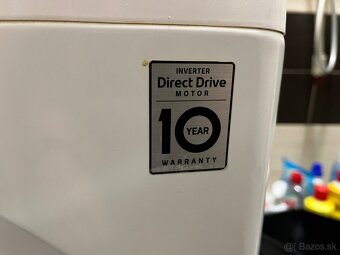 INVERTER
Direct Drive
MOTOR
10 YEAR
WARRANTY
Bazos.sk